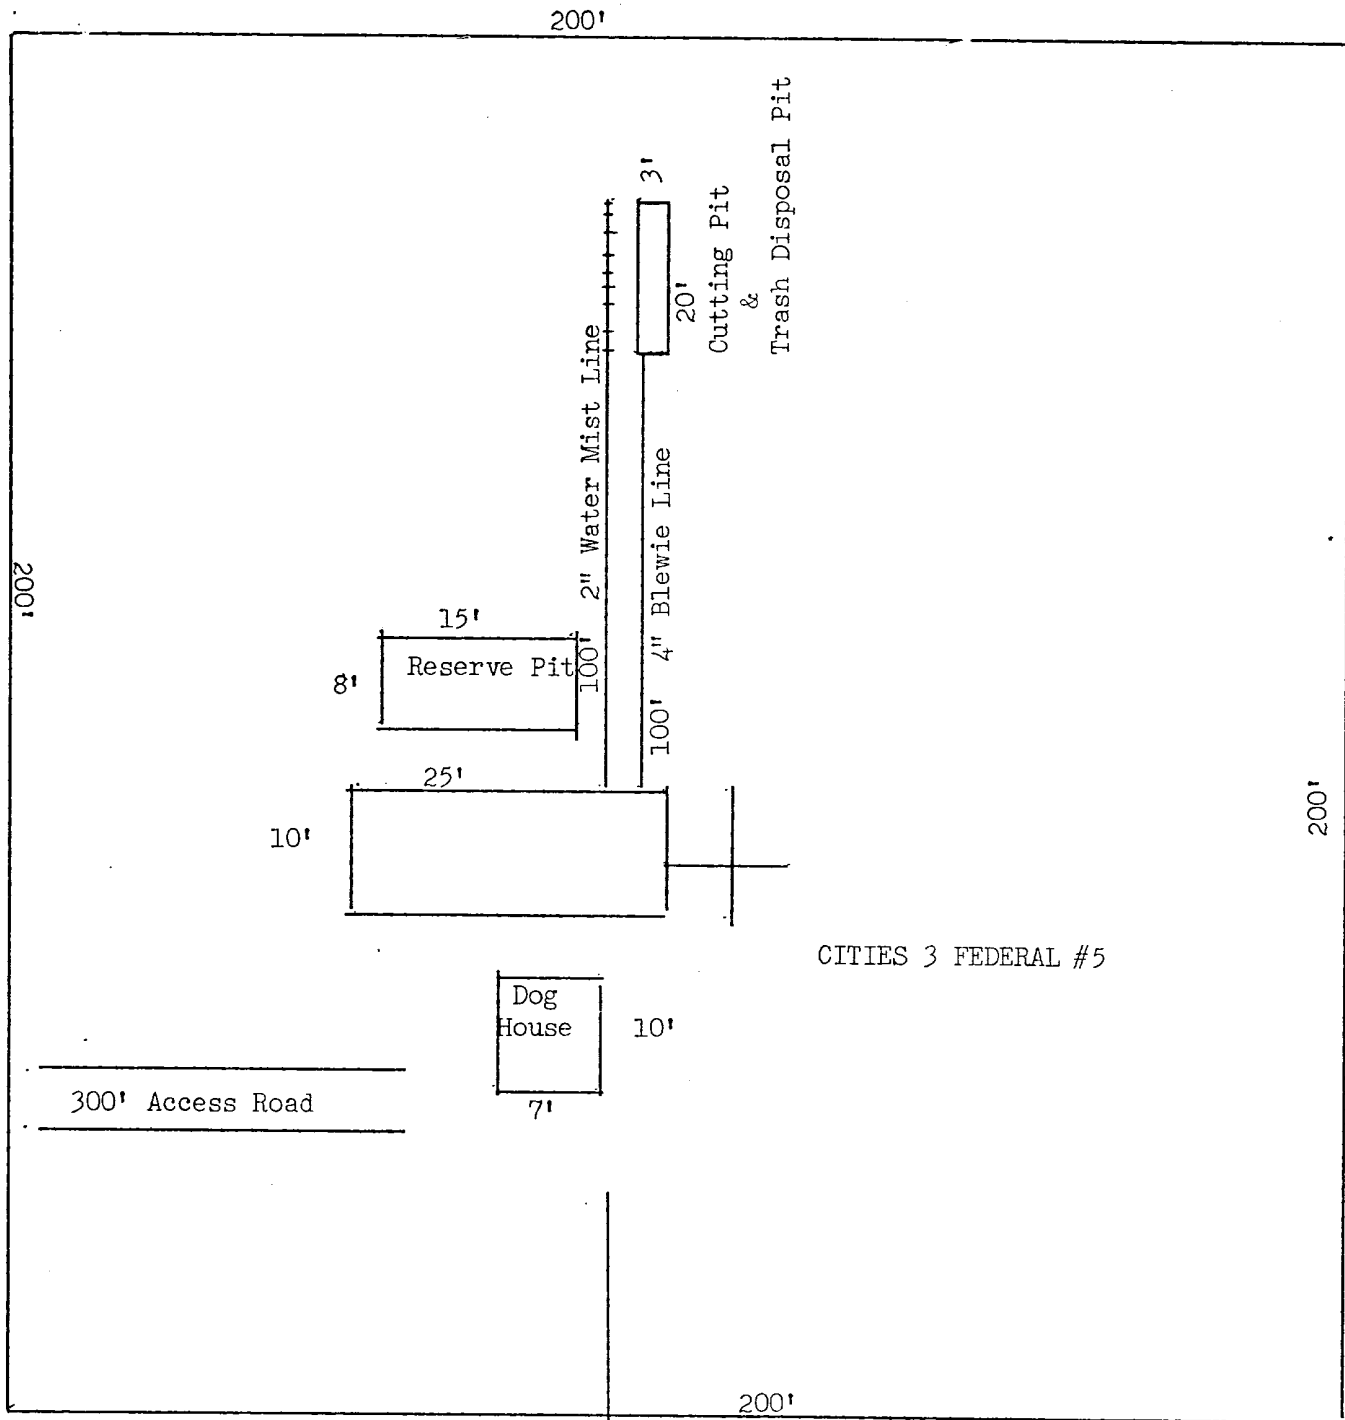 200'
3'
20'
Cutting Pit
&
Trash Disposal Pit
2" Water Mist Line
100'
4" Blewie Line
100'
200'
15'
8'
Reserve Pit
25'
10'
200'
CITIES 3 FEDERAL #5
Dog
House
10'
7'
300' Access Road
200'